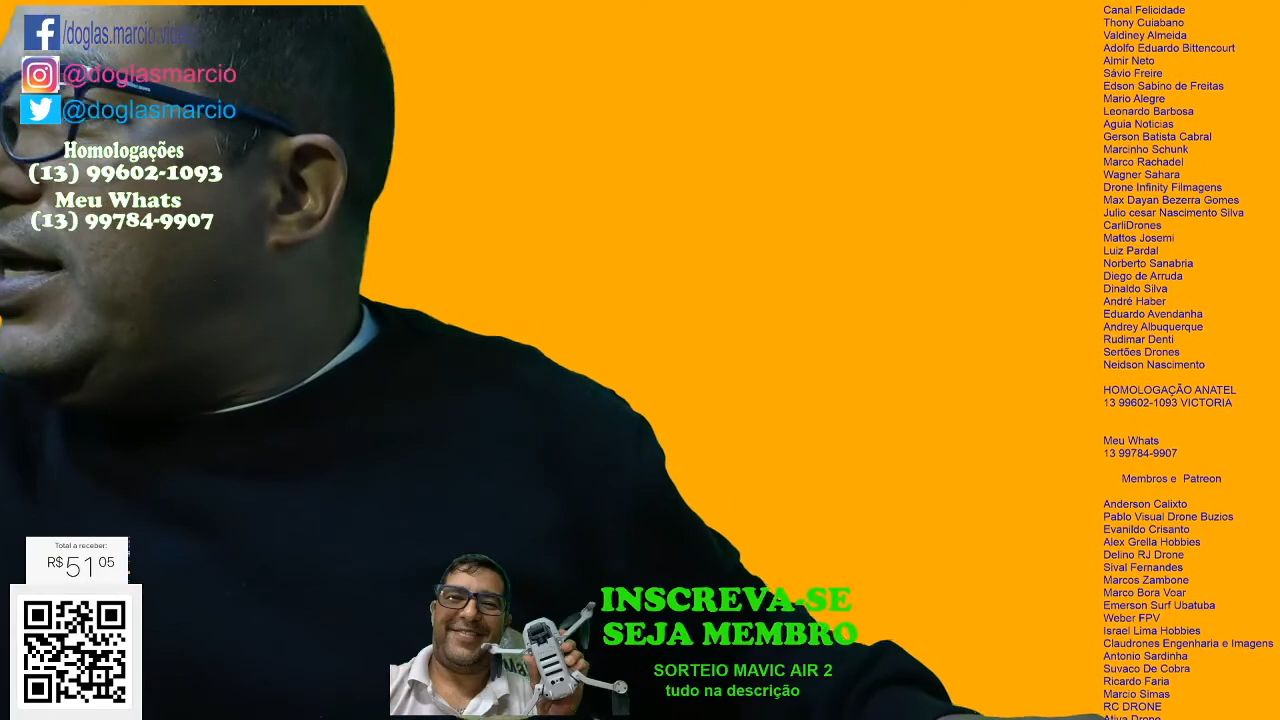 /doglas.marcio.
@doglasmarcio
@doglasmarcio
Homologações
(13) 99602-1093
Meu Whats
(13) 99784-9907
Total a receber:
R$ 51 05
INSCREVA-SE
SEJA MEMBRO
SORTEIO MAVIC AIR 2
tudo na descrição
Canal Felicidade
Thony Cuiabano
Valdiney Almeida
Adolfo Eduardo Bittencourt
Almir Neto
Sávio Freire
Edson Sabino de Freitas
Mario Alegre
Leonardo Barbosa
Aguia Noticias
Gerson Batista Cabral
Marcinho Schunk
Marco Rachadel
Wagner Sahara
Drone Infinity Filmagens
Max Dayan Bezerra Gomes
Julio cesar Nascimento Silva
CarliDrones
Mattos Josemi
Luiz Pardal
Norberto Sanabria
Diego de Arruda
Dinaldo Silva
André Haber
Eduardo Avendanha
Andrey Albuquerque
Rudimar Denti
Sertões Drones
Neidson Nascimento
HOMOLOGAÇÃO ANATEL
13 99602-1093 VICTORIA
Meu Whats
13 99784-9907
Membros e Patreon
Anderson Calixto
Pablo Visual Drone Buzios
Evanildo Crisanto
Alex Grella Hobbies
Delino RJ Drone
Sival Fernandes
Marcos Zambone
Marco Bora Voar
Emerson Surf Ubatuba
Weber FPV
Israel Lima Hobbies
Claudrones Engenharia e Imagens
Antonio Sardinha
Suvaco De Cobra
Ricardo Faria
Marcio Simas
RC DRONE
Ativa Drone